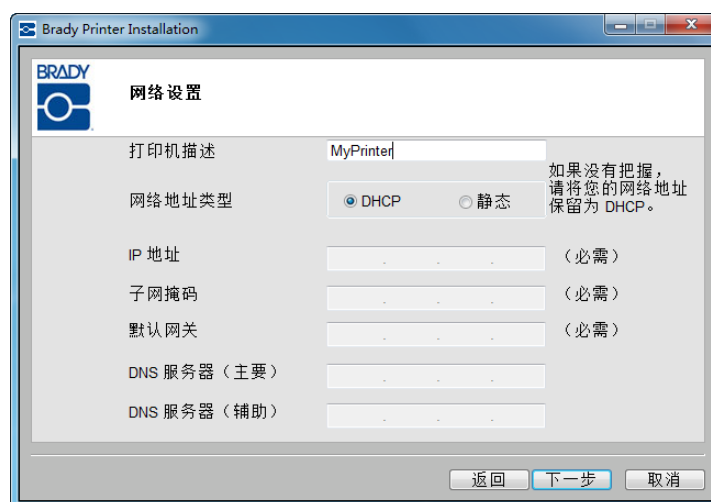 Brady Printer Installation
BRADY
网络设置
打印机描述
MyPrinter
如果没有把握，
请将您的网络地址
保留为 DHCP。
网络地址类型
DHCP
静态
IP 地址
（必需）
子网掩码
（必需）
默认网关
（必需）
DNS 服务器（主要）
DNS 服务器（辅助）
返回
下一步
取消